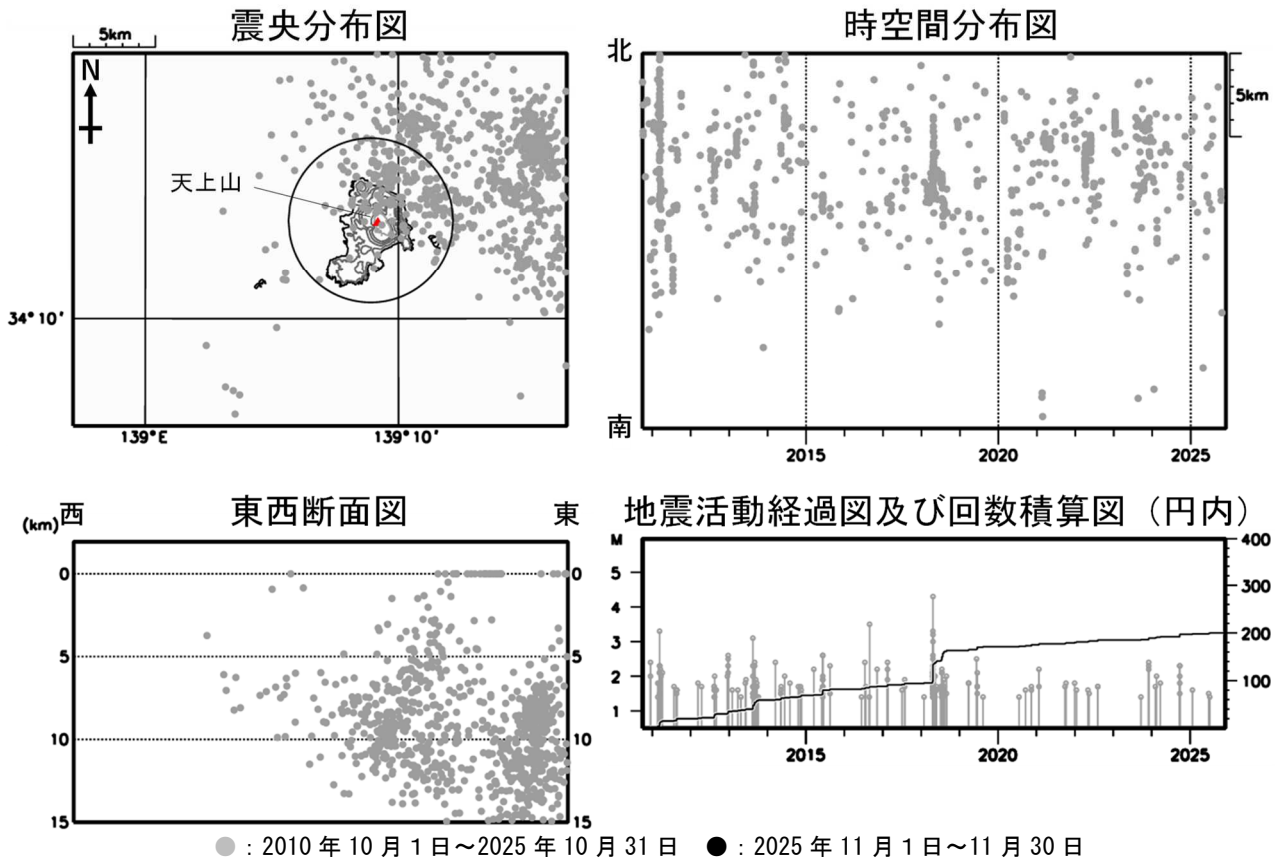 震央分布図
5km
N
天上山
34°10'
139°E
139°10'
時空間分布図
北
5km
南
2015
2020
2025
東西断面図
(km)
西
東
0
0
5
5
10
10
15
15
地震活動経過図及び回数積算図（円内）
M
5
4
3
2
1
400
300
200
100
2015
2020
2025
：2010 年 10 月 1 日～2025 年 10 月 31 日 ：2025 年 11 月 1 日～11 月 30 日